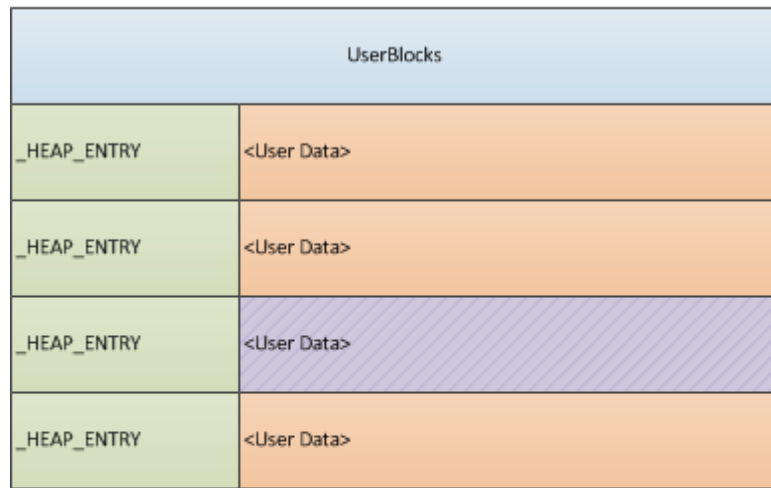 UserBlocks
_HEAP_ENTRY <User Data>
_HEAP_ENTRY <User Data>
_HEAP_ENTRY <User Data>
_HEAP_ENTRY <User Data>